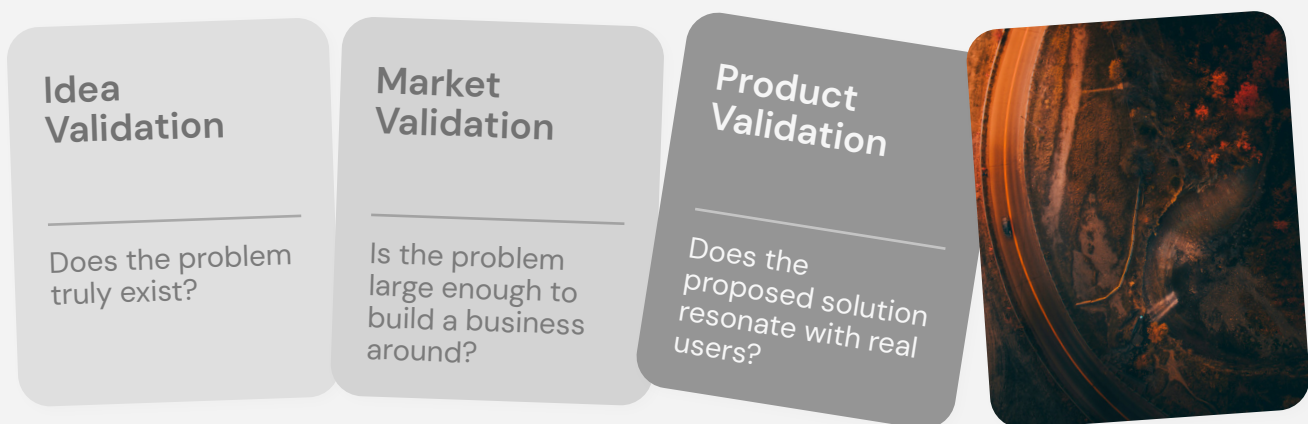 Idea
Validation
Does the problem
truly exist?
Market
Validation
Is the problem
large enough to
build a business
around?
Product
Validation
Does the
proposed solution
resonate with real
users?